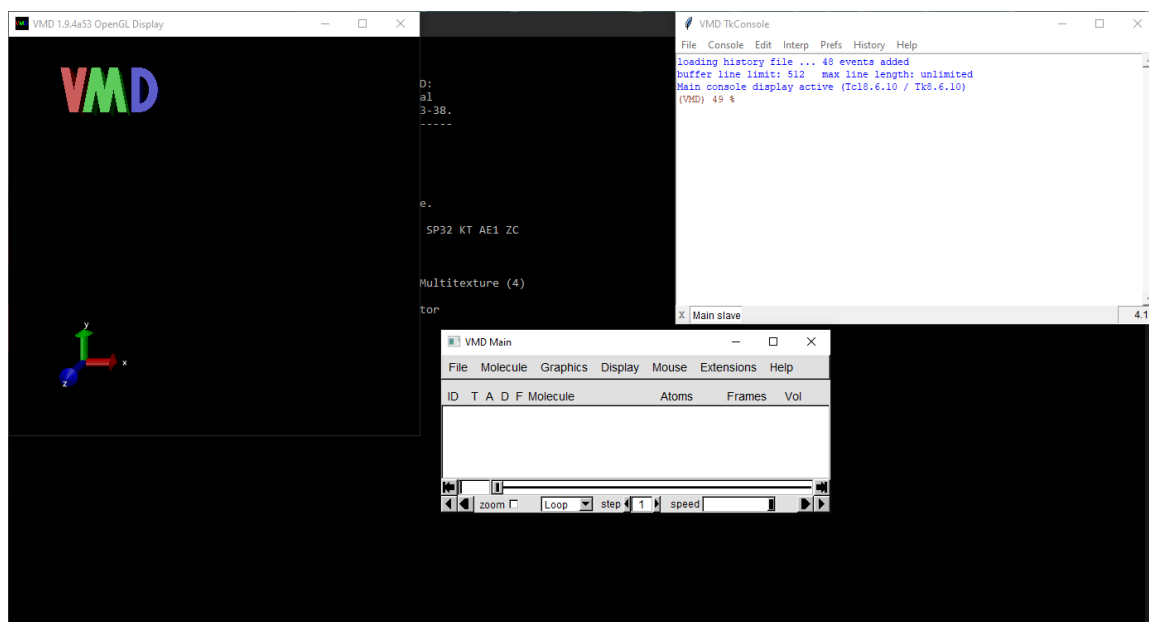 VMD 1.9.4a53 OpenGL Display
VMD
y
x
z
D:
al
3-38.
-----
e.
SP32 KT AE1 ZC
Multitexture (4)
tor
VMD TkConsole
File Console Edit Interp Prefs History Help
loading history file ... 48 events added
buffer line limit: 512 max line length: unlimited
Main console display active (Tcl8.6.10 / Tk8.6.10)
(VMD) 49 %
X Main slave 4.1
VMD Main
File Molecule Graphics Display Mouse Extensions Help
ID T A D F Molecule Atoms Frames Vol
zoom Loop step 1 speed